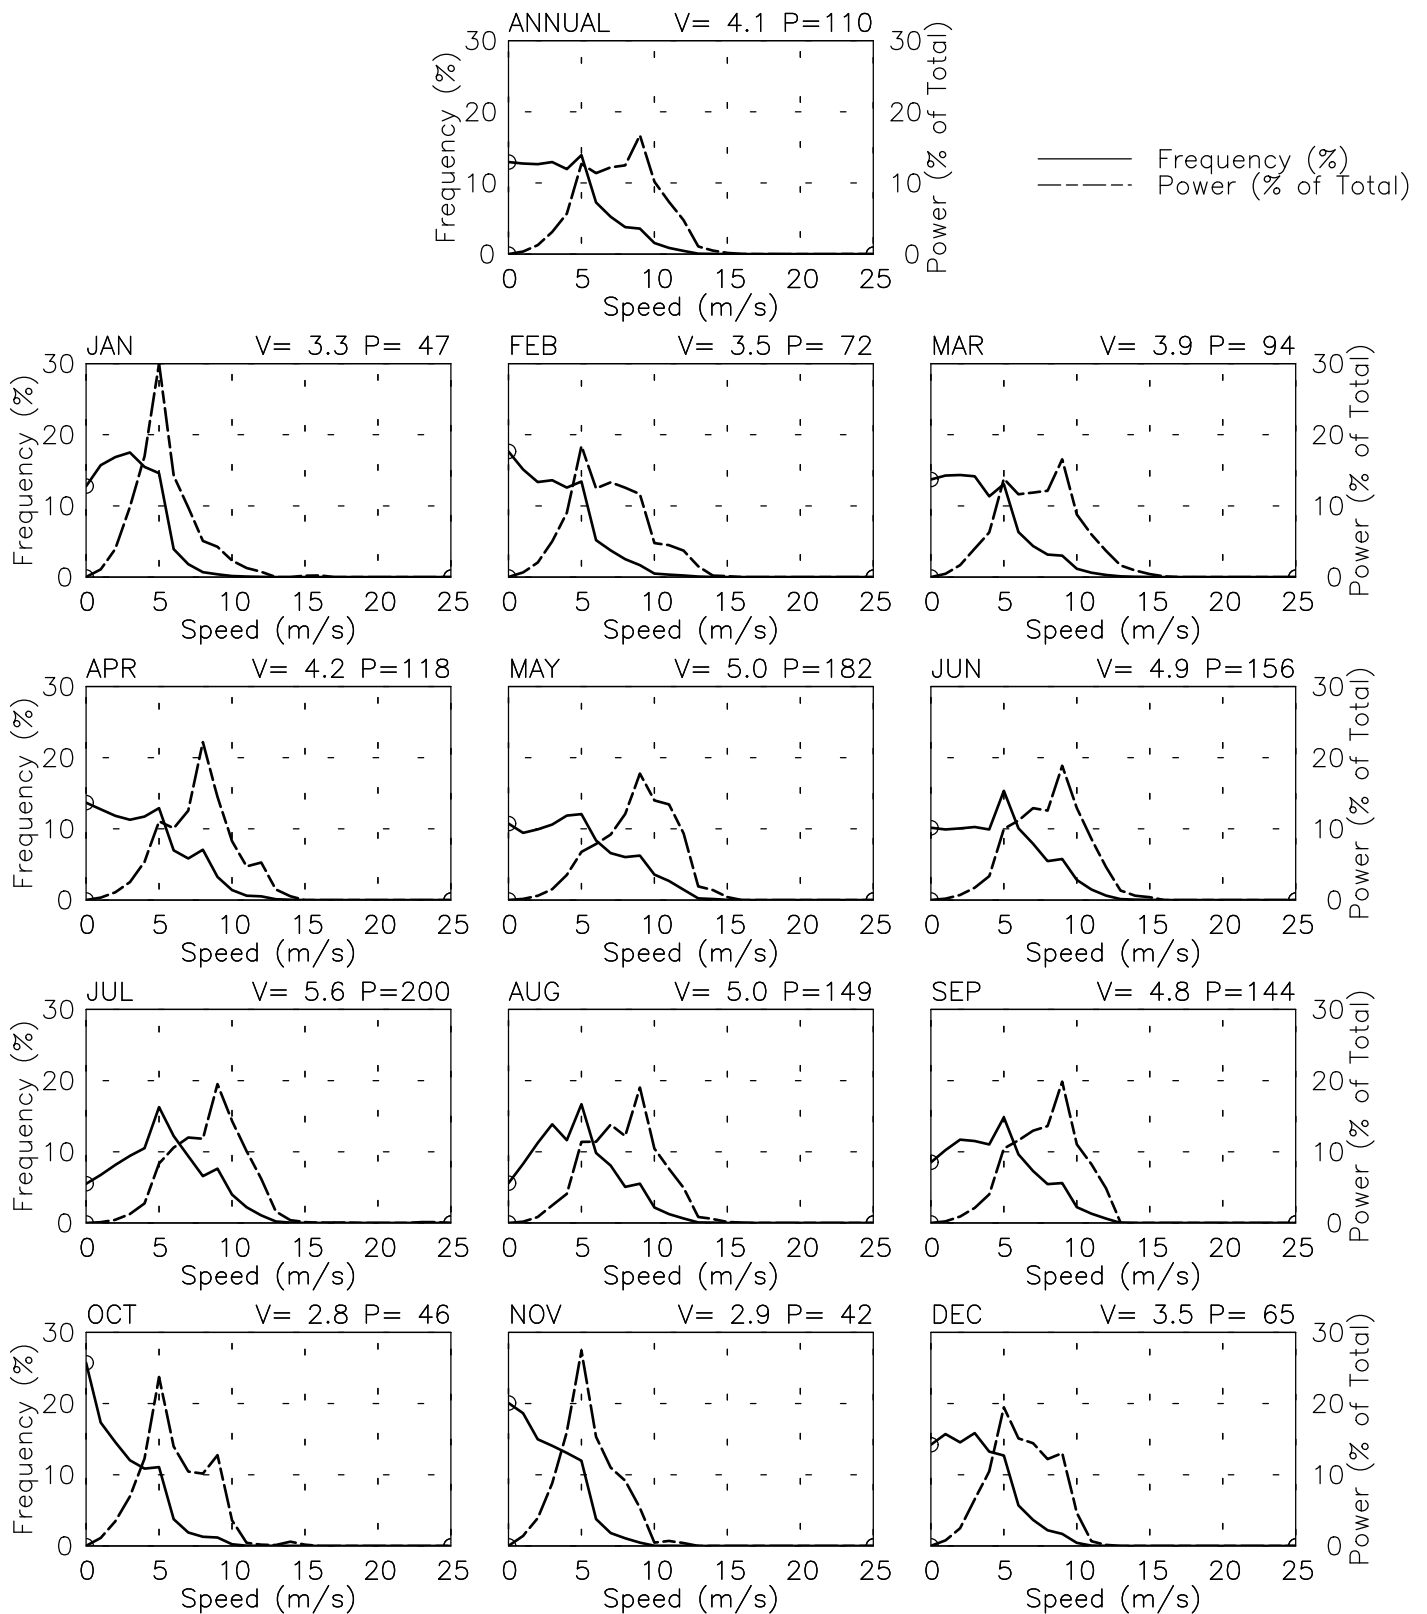 ANNUAL V= 4.1 P=110
30 30
20 20
10 10
0 0
Frequency (%)
Power (% of Total)
0 5 10 15 20 25
Speed (m/s)
Frequency (%)
Power (% of Total)
JAN V= 3.3 P= 47
FEB V= 3.5 P= 72
MAR V= 3.9 P= 94
30 30
20 20
10 10
0 0
Frequency (%)
Power (% of Total)
0 5 10 15 20 25
0 5 10 15 20 25
0 5 10 15 20 25
Speed (m/s)
Speed (m/s)
Speed (m/s)
APR V= 4.2 P=118
MAY V= 5.0 P=182
JUN V= 4.9 P=156
30 30
20 20
10 10
0 0
Frequency (%)
Power (% of Total)
0 5 10 15 20 25
0 5 10 15 20 25
0 5 10 15 20 25
Speed (m/s)
Speed (m/s)
Speed (m/s)
JUL V= 5.6 P=200
AUG V= 5.0 P=149
SEP V= 4.8 P=144
30 30
20 20
10 10
0 0
Frequency (%)
Power (% of Total)
0 5 10 15 20 25
0 5 10 15 20 25
0 5 10 15 20 25
Speed (m/s)
Speed (m/s)
Speed (m/s)
OCT V= 2.8 P= 46
NOV V= 2.9 P= 42
DEC V= 3.5 P= 65
30 30
20 20
10 10
0 0
Frequency (%)
Power (% of Total)
0 5 10 15 20 25
0 5 10 15 20 25
0 5 10 15 20 25
Speed (m/s)
Speed (m/s)
Speed (m/s)